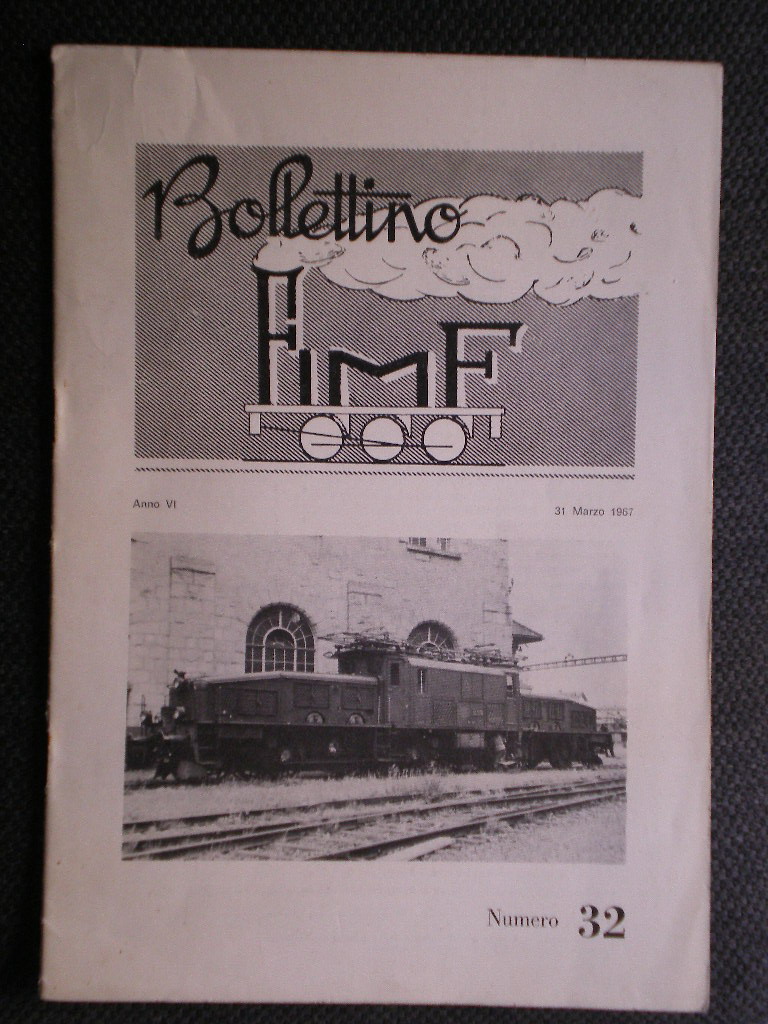 Bollettino
FIMF
Anno VI
31 Marzo 1967
Numero 32